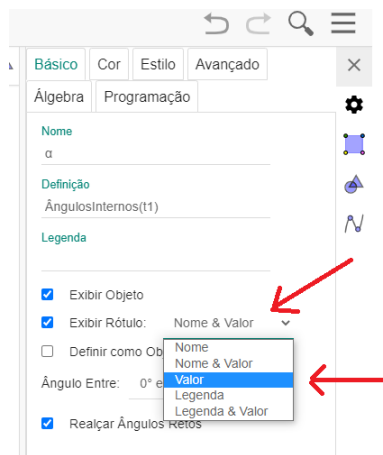 Básico Cor Estilo Avançado
Álgebra Programação
Nome
α
Definição
ÂngulosInternos(t1)
Legenda
Exibir Objeto
Exibir Rótulo: Nome & Valor
Definir como Ob
Nome
Nome & Valor
Ângulo Entre: 0° e
Valor
Legenda
Legenda & Valor
Realçar Ângulos Retos